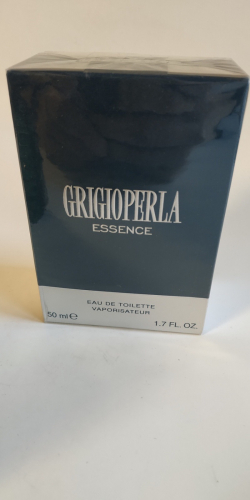 GRIGIOPERLA
ESSENCE
EAU DE TOILETTE
VAPORISATEUR
50 ml ℮
1.7 FL. OZ.